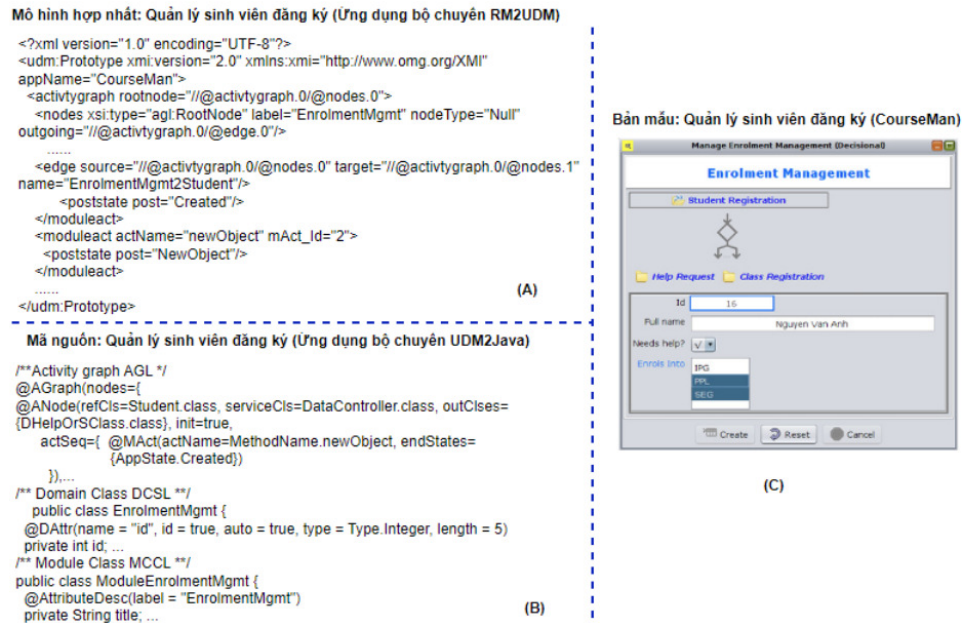 Mô hình hợp nhất: Quản lý sinh viên đăng ký (Ứng dụng bộ chuyển RM2UDM)
<?xml version="1.0" encoding="UTF-8"?>
<udm:Prototype xmi:version="2.0" xmlns:xmi="http://www.omg.org/XMI"
appName="CourseMan">
<activtygraph rootnode="//@activtygraph.0/@nodes.0">
<nodes xsi:type="agl:RootNode" label="EnrolmentMgmt" nodeType="Null"
outgoing="//@activtygraph.0/@edge.0"/>
......
<edge source="//@activtygraph.0/@nodes.0" target="//@activtygraph.0/@nodes.1"
name="EnrolmentMgmt2Student"/>
<poststate post="Created"/>
</moduleact>
<moduleact actName="newObject" mAct_Id="2">
<poststate post="NewObject"/>
</moduleact>
......
</udm:Prototype>
(A)
Mã nguồn: Quản lý sinh viên đăng ký (Ứng dụng bộ chuyển UDM2Java)
/**Activity graph AGL */
@AGraph(nodes={
@ANode(refCls=Student.class, serviceCls=DataController.class, outClses=
{DHelpOrSClass.class}, init=true,
actSeq={ @MAct(actName=MethodName.newObject, endStates=
{AppState.Created})
}),...
/** Domain Class DCSL **/
public class EnrolmentMgmt {
@DAttr(name = "id", id = true, auto = true, type = Type.Integer, length = 5)
private int id; ...
/** Module Class MCCL **/
public class ModuleEnrolmentMgmt {
@AttributeDesc(label = "EnrolmentMgmt")
private String title; ...
(B)
Bản mẫu: Quản lý sinh viên đăng ký (CourseMan)
Manage Enrolment Management (Decisional)
Enrolment Management
Student Registration
Help Request Class Registration
Id 16
Full name Nguyen Van Anh
Needs help? √
Enrols Into IPG
PPL
SEG
Create Reset Cancel
(C)